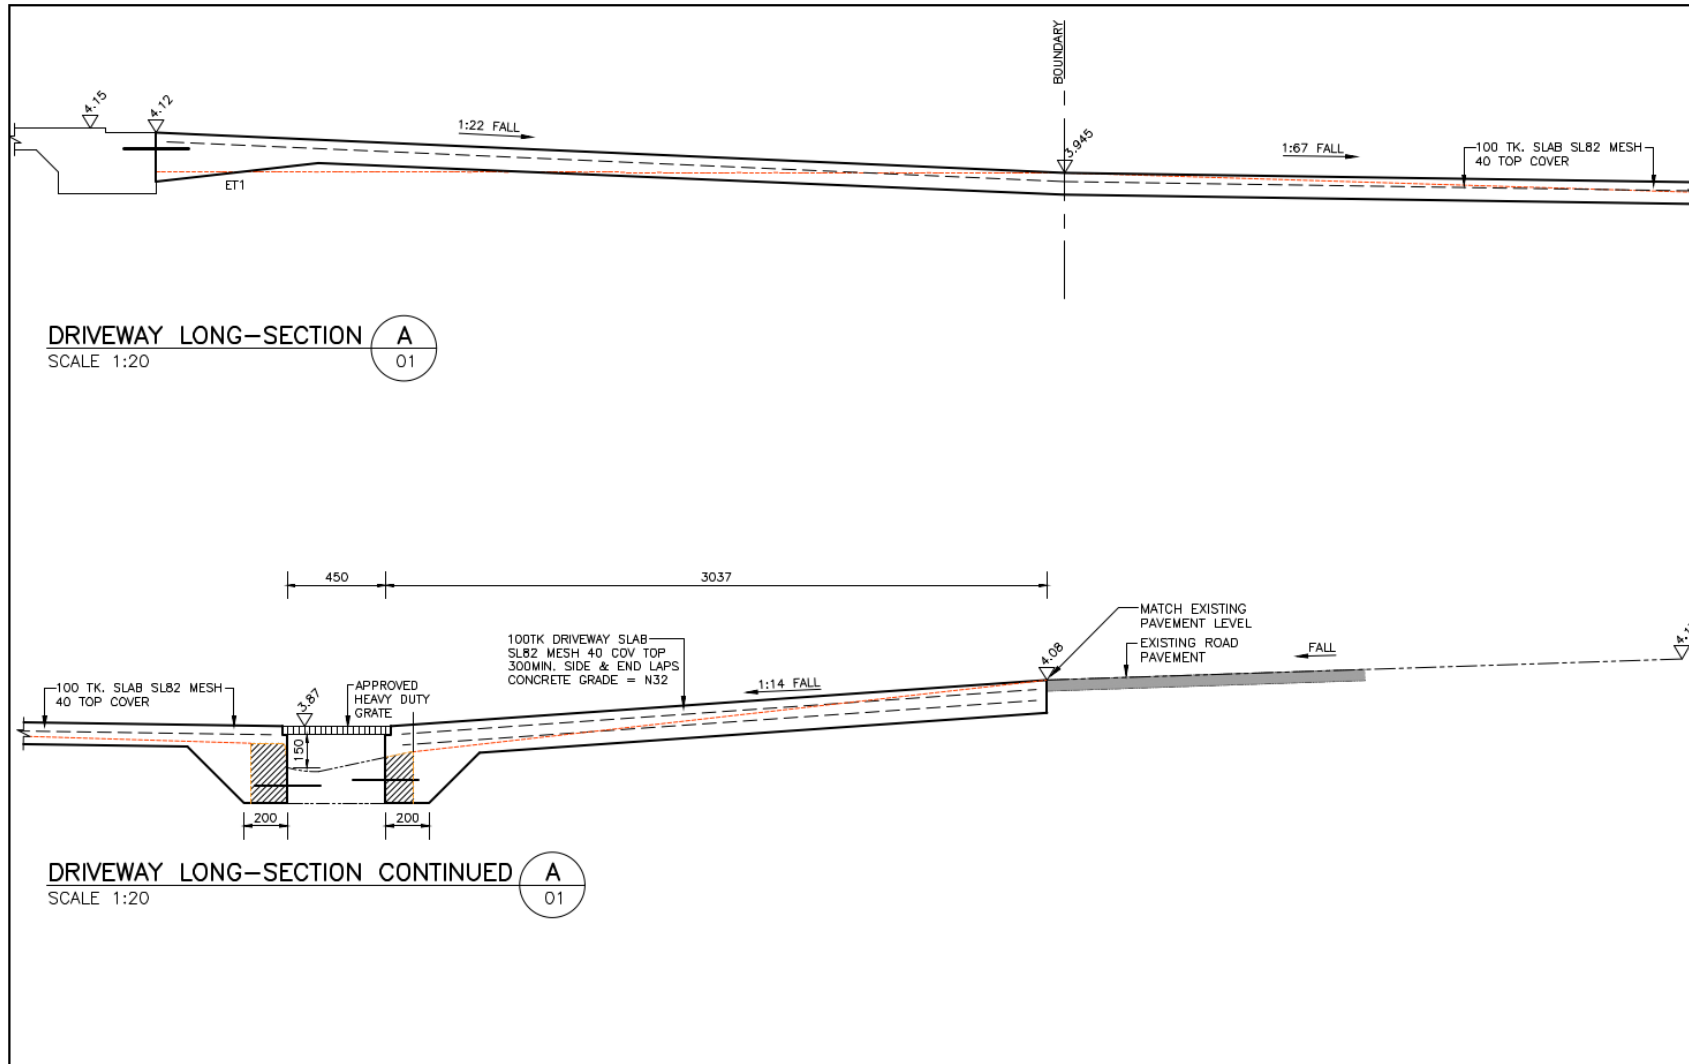 BOUNDARY
4.15
4.12
1:22 FALL
3.945
1:67 FALL
100 TK. SLAB SL82 MESH
40 TOP COVER
ET1
DRIVEWAY LONG-SECTION
SCALE 1:20
A
01
450
3037
MATCH EXISTING
PAVEMENT LEVEL
EXISTING ROAD
PAVEMENT
FALL
4.08
100TK DRIVEWAY SLAB
SL82 MESH 40 COV TOP
300MIN. SIDE & END LAPS
CONCRETE GRADE = N32
1:14 FALL
100 TK. SLAB SL82 MESH
40 TOP COVER
3.87
APPROVED
HEAVY DUTY
GRATE
150
200
200
DRIVEWAY LONG-SECTION CONTINUED
SCALE 1:20
A
01